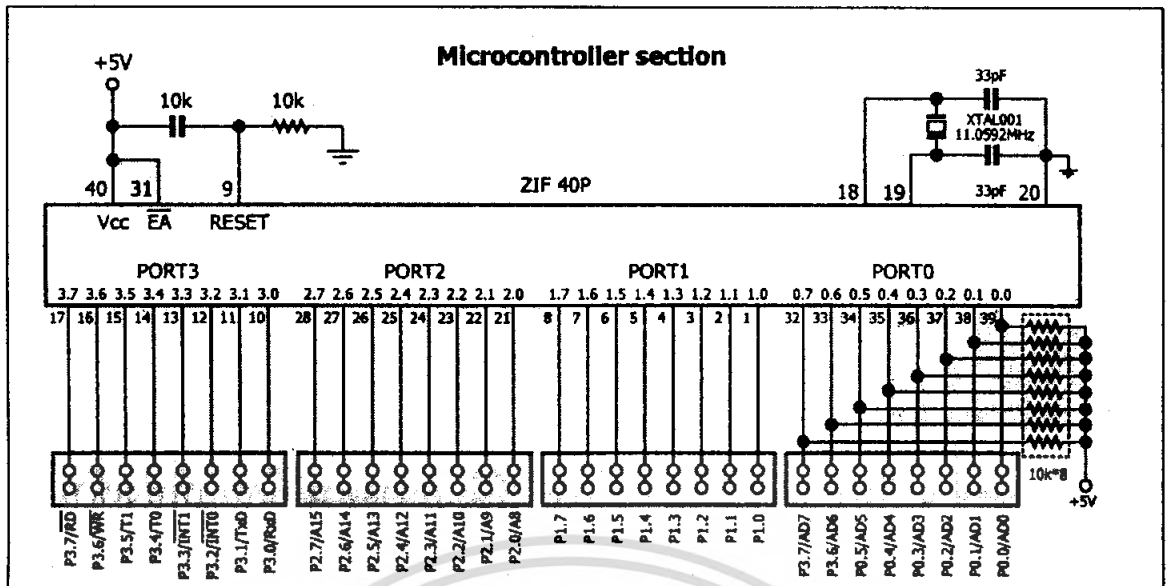 Microcontroller section
+5V
10k
10k
33pF
XTAL001
11.0592MHz
33pF
40
31
9
ZIF 40P
18
19
20
Vcc
EA
RESET
PORT3
PORT2
PORT1
PORT0
3.7 3.6 3.5 3.4 3.3 3.2 3.1 3.0
2.7 2.6 2.5 2.4 2.3 2.2 2.1 2.0
1.7 1.6 1.5 1.4 1.3 1.2 1.1 1.0
0.7 0.6 0.5 0.4 0.3 0.2 0.1 0.0
17 16 15 14 13 12 11 10
28 27 26 25 24 23 22 21
8 7 6 5 4 3 2 1
32 33 34 35 36 37 38 39
10k*8
+5V
P3.7/RD
P3.6/WR
P3.5/T1
P3.4/T0
P3.3/INT1
P3.2/INT0
P3.1/TxD
P3.0/RxD
P2.7/A15
P2.6/A14
P2.5/A13
P2.4/A12
P2.3/A11
P2.2/A10
P2.1/A9
P2.0/A8
P1.7
P1.6
P1.5
P1.4
P1.3
P1.2
P1.1
P1.0
P3.7/AD7
P3.6/AD6
P0.5/AD5
P0.4/AD4
P0.3/AD3
P0.2/AD2
P0.1/AD1
P0.0/AD0